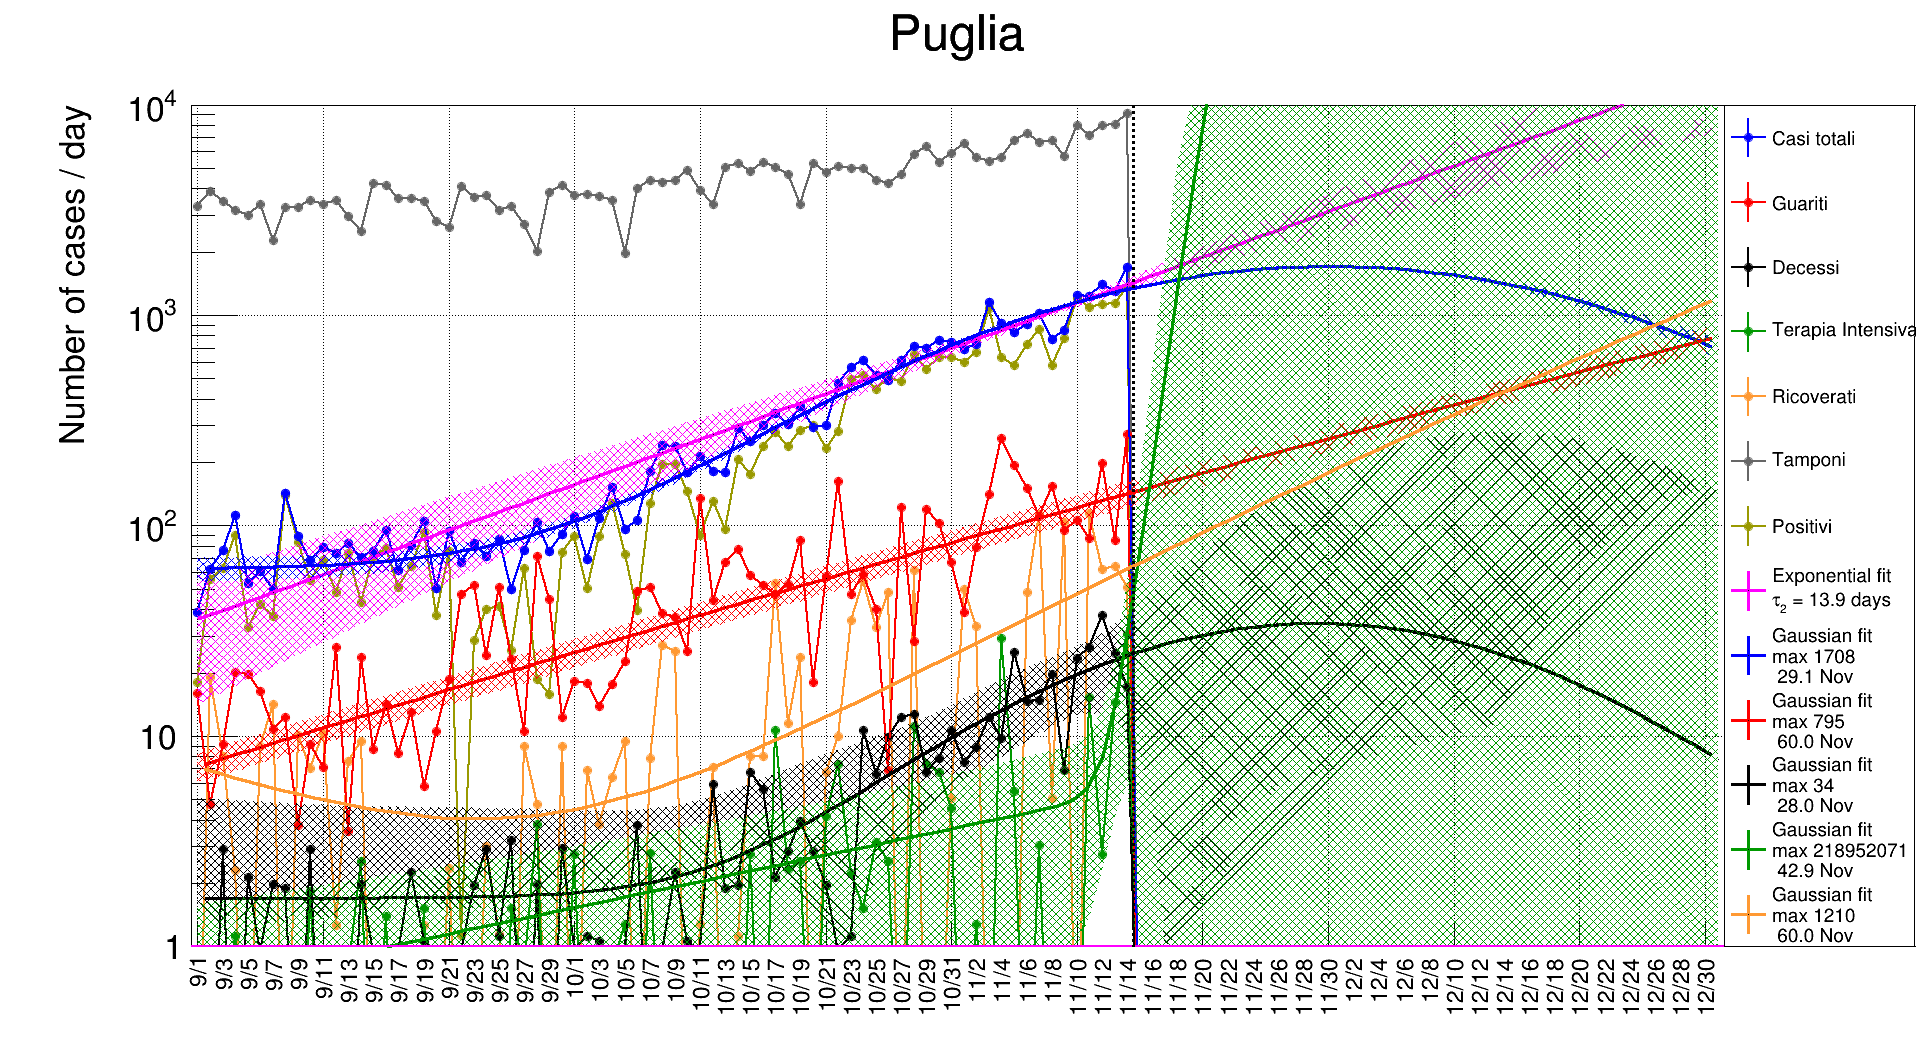 Puglia
Number of cases / day
10^4
10^3
10^2
10
1
9/1 9/3 9/5 9/7 9/9 9/11 9/13 9/15 9/17 9/19 9/21 9/23 9/25 9/27 9/29 10/1 10/3 10/5 10/7 10/9 10/11 10/13 10/15 10/17 10/19 10/21 10/23 10/25 10/27 10/29 10/31 11/2 11/4 11/6 11/8 11/10 11/12 11/14 11/16 11/18 11/20 11/22 11/24 11/26 11/28 11/30 12/2 12/4 12/6 12/8 12/10 12/12 12/14 12/16 12/18 12/20 12/22 12/24 12/26 12/28 12/30
Casi totali
Guariti
Decessi
Terapia Intensiva
Ricoverati
Tamponi
Positivi
Exponential fit
τ₂ = 13.9 days
Gaussian fit
max 1708
29.1 Nov
Gaussian fit
max 795
60.0 Nov
Gaussian fit
max 34
28.0 Nov
Gaussian fit
max 218952071
42.9 Nov
Gaussian fit
max 1210
60.0 Nov